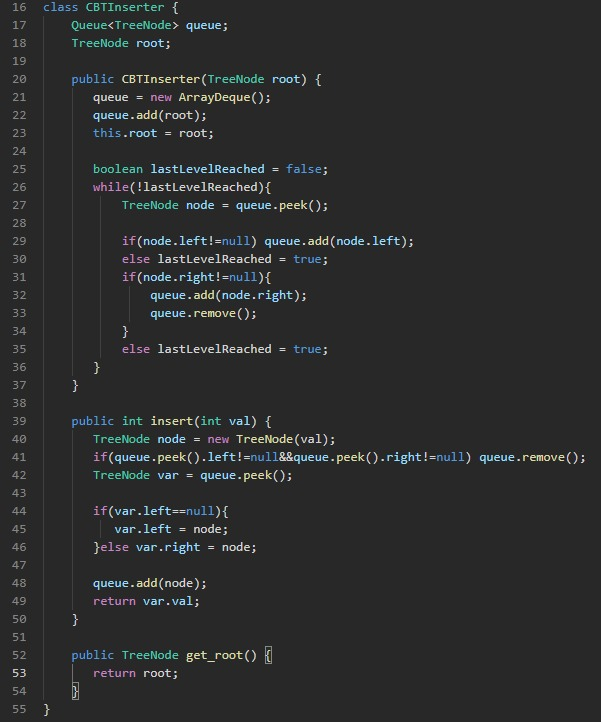 16 class CBTInserter {
17     Queue<TreeNode> queue;
18     TreeNode root;
19
20     public CBTInserter(TreeNode root) {
21         queue = new ArrayDeque();
22         queue.add(root);
23         this.root = root;
24
25         boolean lastLevelReached = false;
26         while(!lastLevelReached){
27             TreeNode node = queue.peek();
28
29             if(node.left!=null) queue.add(node.left);
30             else lastLevelReached = true;
31             if(node.right!=null){
32                 queue.add(node.right);
33                 queue.remove();
34             }
35             else lastLevelReached = true;
36         }
37     }
38
39     public int insert(int val) {
40         TreeNode node = new TreeNode(val);
41         if(queue.peek().left!=null&&queue.peek().right!=null) queue.remove();
42         TreeNode var = queue.peek();
43
44         if(var.left==null){
45            var.left = node;
46         }else var.right = node;
47
48         queue.add(node);
49         return var.val;
50     }
51
52     public TreeNode get_root() {
53         return root;
54     }
55 }